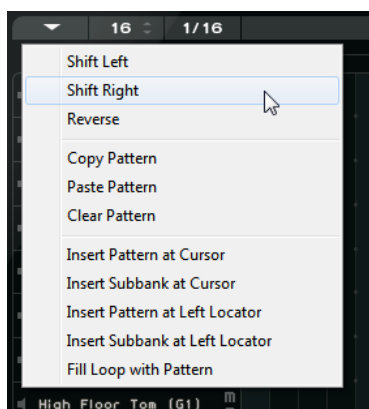 16 1/16
Shift Left
Shift Right
Reverse
Copy Pattern
Paste Pattern
Clear Pattern
Insert Pattern at Cursor
Insert Subbank at Cursor
Insert Pattern at Left Locator
Insert Subbank at Left Locator
Fill Loop with Pattern
High Floor Tom (G1) m